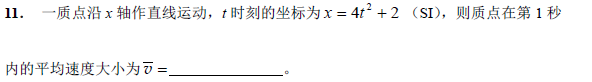 11. 一质点沿 x 轴作直线运动，t 时刻的坐标为 x = 4t² + 2 （SI），则质点在第 1 秒
内的平均速度大小为 v̄ =______________。